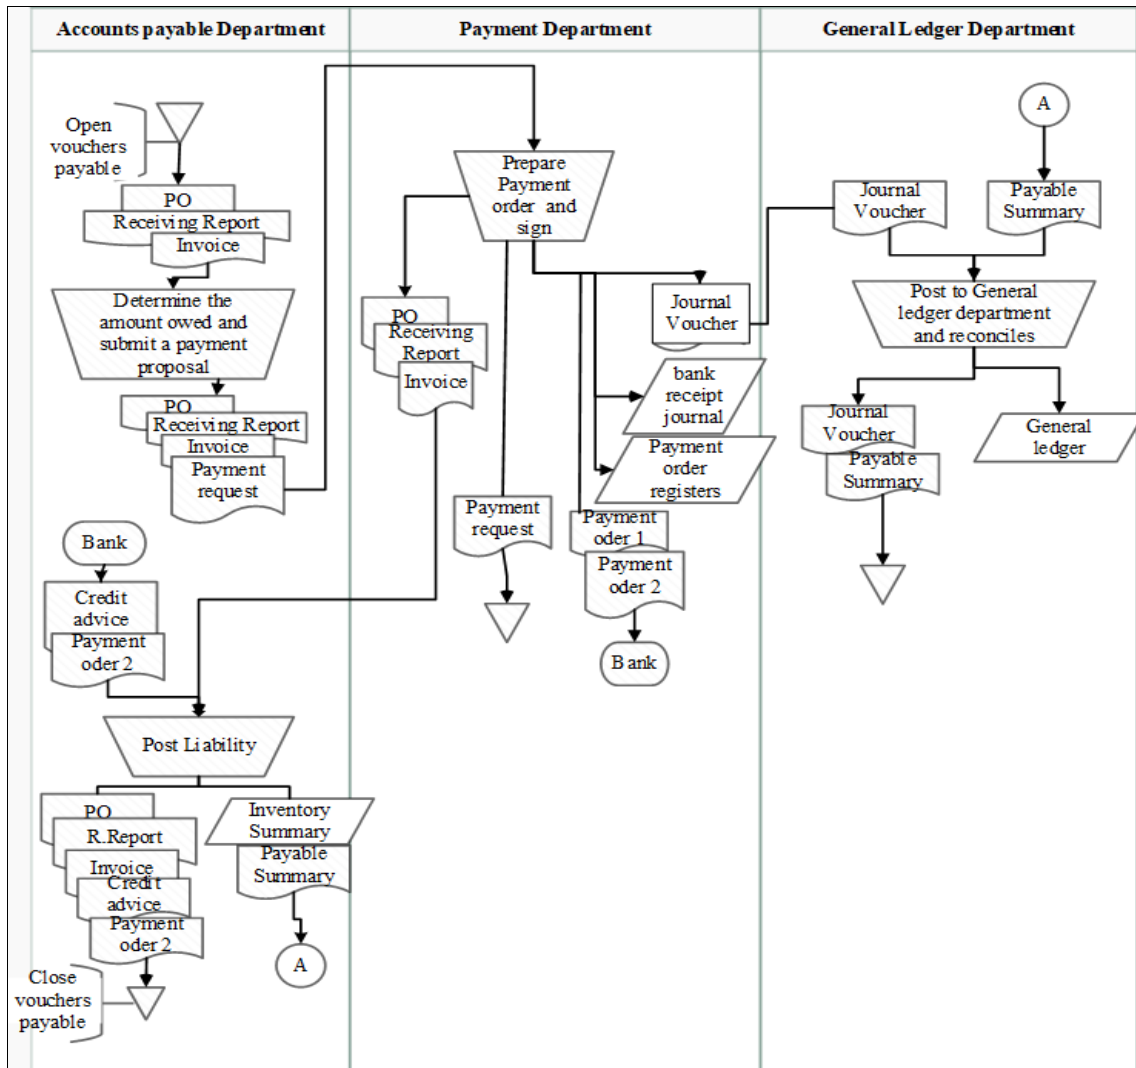 Accounts payable Department
Payment Department
General Ledger Department
Open
vouchers
payable
PO
Receiving Report
Invoice
Determine the
amount owed and
submit a payment
proposal
PO
Receiving Report
Invoice
Payment
request
Bank
Credit
advice
Payment
oder 2
Post Liability
PO
R.Report
Invoice
Credit
advice
Payment
oder 2
Inventory
Summary
Payable
Summary
A
Close
vouchers
payable
Prepare
Payment
order and
sign
PO
Receiving
Report
Invoice
Journal
Voucher
bank
receipt
journal
Payment
order
registers
Payment
request
Payment
oder 1
Payment
oder 2
Bank
A
Journal
Voucher
Payable
Summary
Post to General
ledger department
and reconciles
Journal
Voucher
Payable
Summary
General
ledger